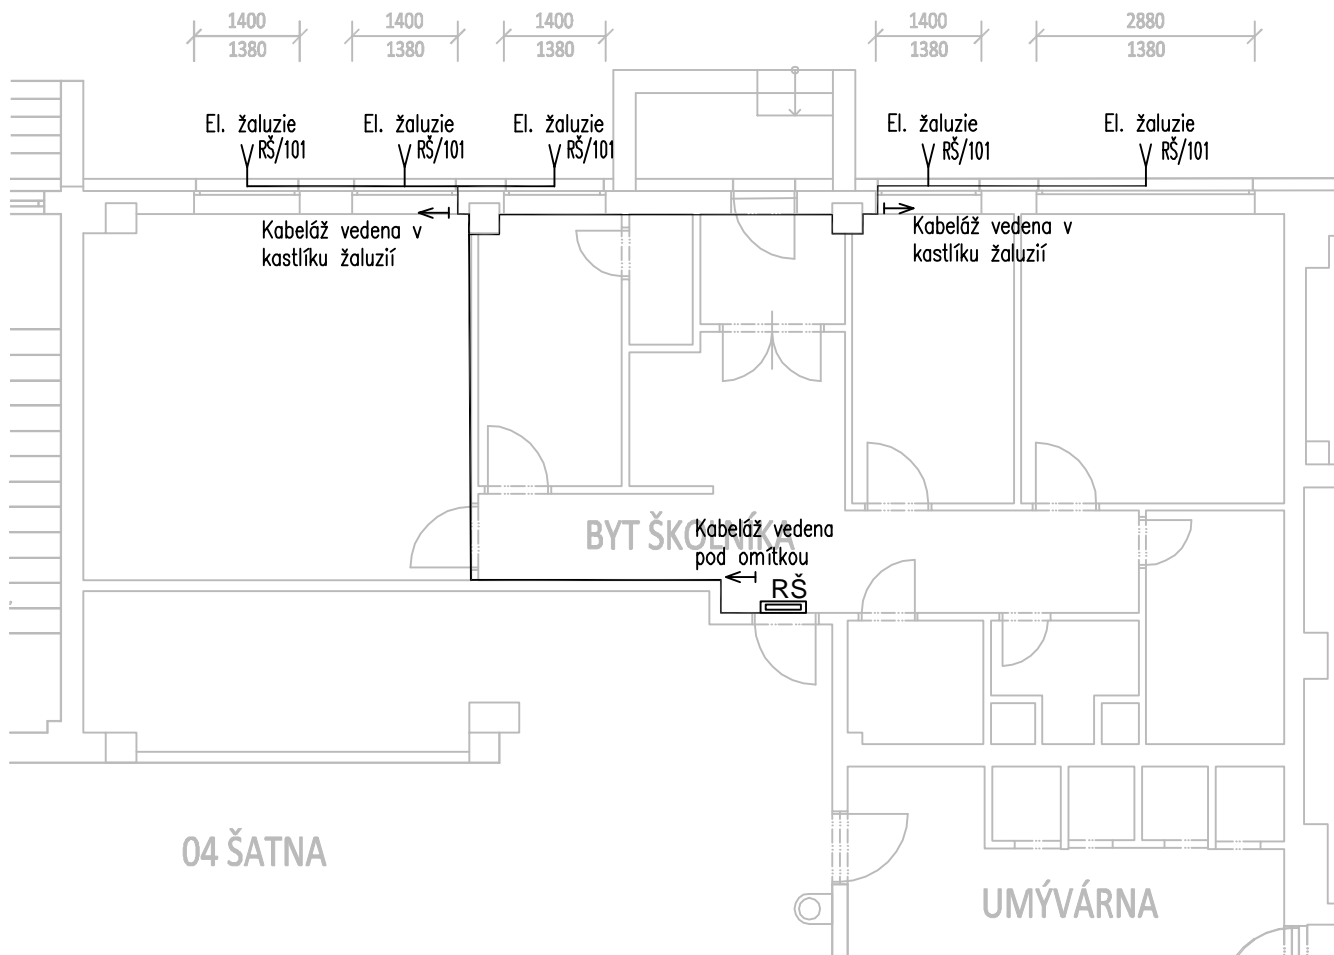 1400
1380
1400
1380
1400
1380
1400
1380
2880
1380
El. žaluzie
RŠ/101
El. žaluzie
RŠ/101
El. žaluzie
RŠ/101
El. žaluzie
RŠ/101
El. žaluzie
RŠ/101
Kabeláž vedena v
kastlíku žaluzií
Kabeláž vedena v
kastlíku žaluzií
BYT ŠKOLNÍKA
Kabeláž vedena
pod omítkou
RŠ
04 ŠATNA
UMÝVÁRNA